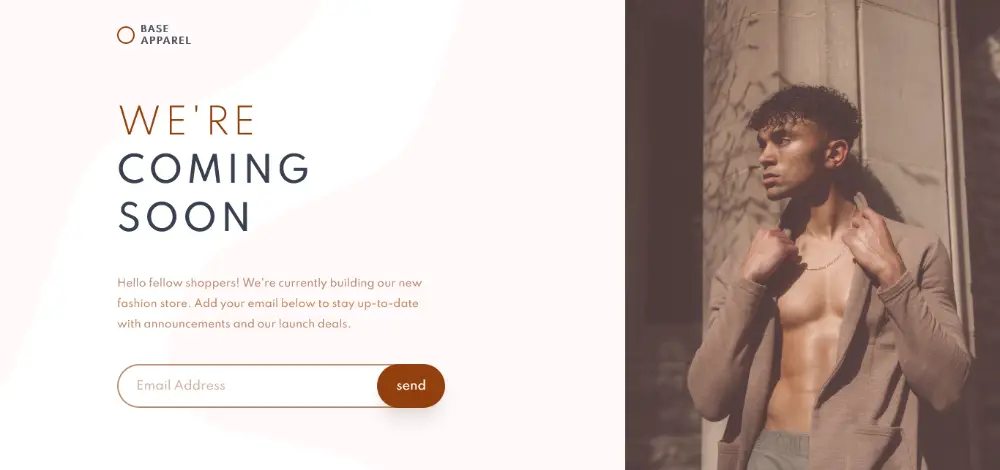 BASE
APPAREL
WE'RE
COMING
SOON
Hello fellow shoppers! We're currently building our new
fashion store. Add your email below to stay up-to-date
with announcements and our launch deals.
Email Address
send